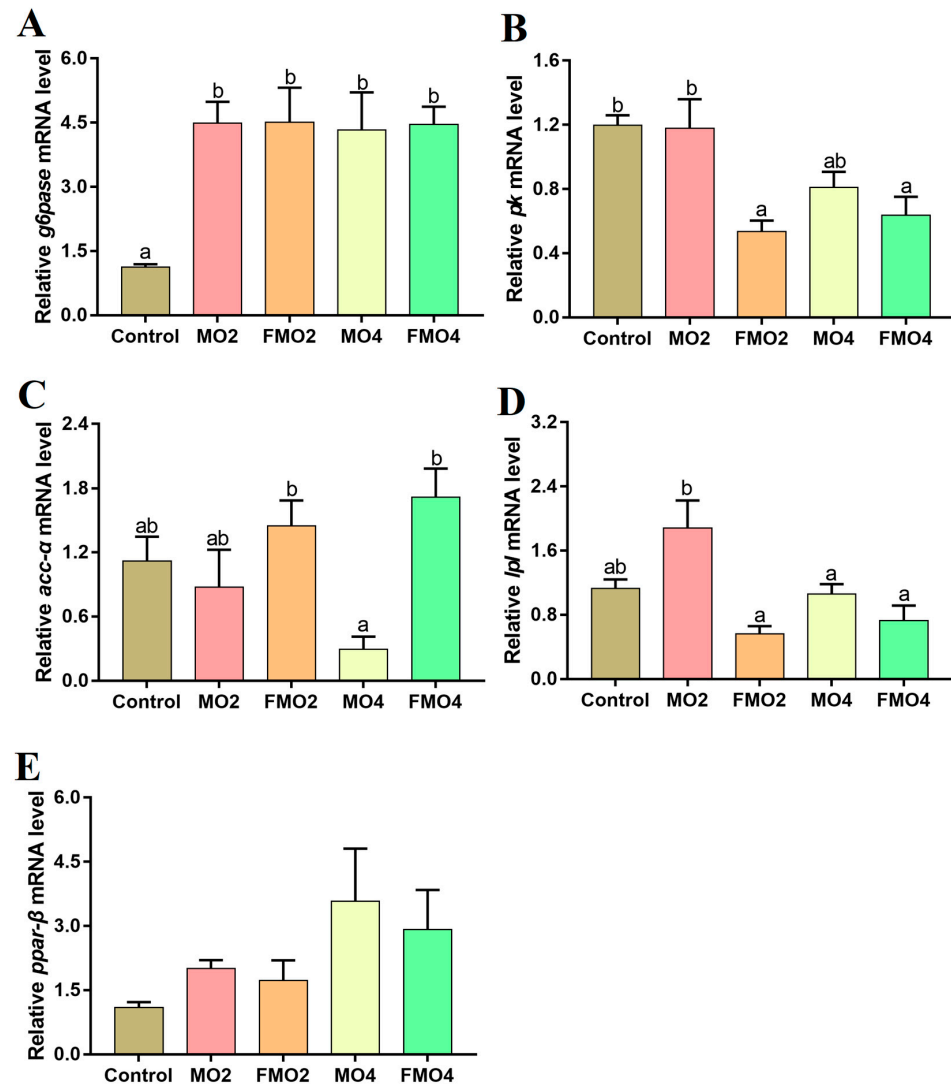 A
Relative g6pase mRNA level
6.0
4.5
3.0
1.5
0.0
a
b
b
b
b
Control MO2 FMO2 MO4 FMO4
B
Relative pk mRNA level
1.6
1.2
0.8
0.4
0.0
b
b
a
ab
a
Control MO2 FMO2 MO4 FMO4
C
Relative acc-α mRNA level
2.4
1.8
1.2
0.6
0.0
ab
ab
b
a
b
Control MO2 FMO2 MO4 FMO4
D
Relative lpl mRNA level
3.2
2.4
1.6
0.8
0.0
ab
b
a
a
a
Control MO2 FMO2 MO4 FMO4
E
Relative ppar-β mRNA level
6.0
4.5
3.0
1.5
0.0
Control MO2 FMO2 MO4 FMO4